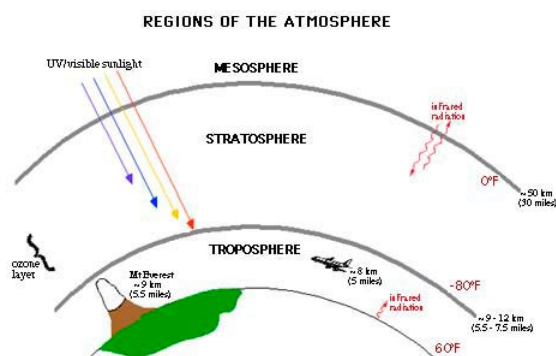 REGIONS OF THE ATMOSPHERE
UV/visible sunlight
MESOSPHERE
infrared
radiation
STRATOSPHERE
0°F
~50 km
(30 miles)
TROPOSPHERE
ozone
layer
Mt Everest
~ 9 km
(5.5 miles)
~ 8 km
(5 miles)
-80°F
infrared
radiation
~ 9 - 12 km
(5.5 - 7.5 miles)
60°F